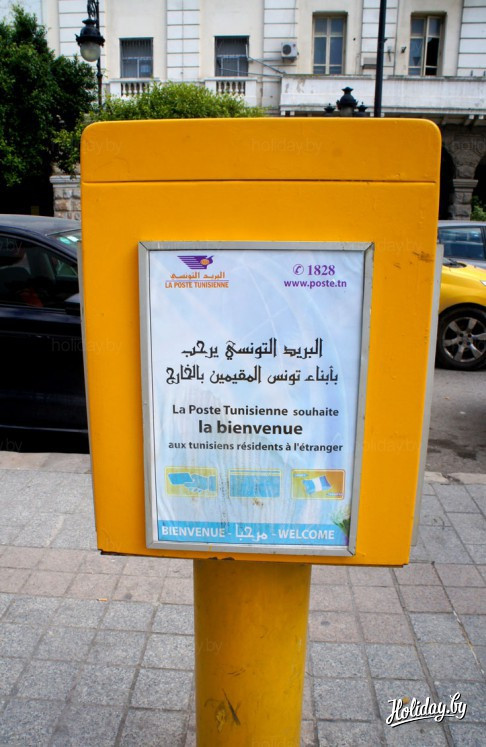 البريد التونسي
LA POSTE TUNISIENNE
✆ 1828
www.poste.tn
البريد التونسي يرحب
بأبناء تونس المقيمين بالخارج
La Poste Tunisienne souhaite
la bienvenue
aux tunisiens résidents à l'étranger
BIENVENUE - مرحبا - WELCOME
Holiday.by